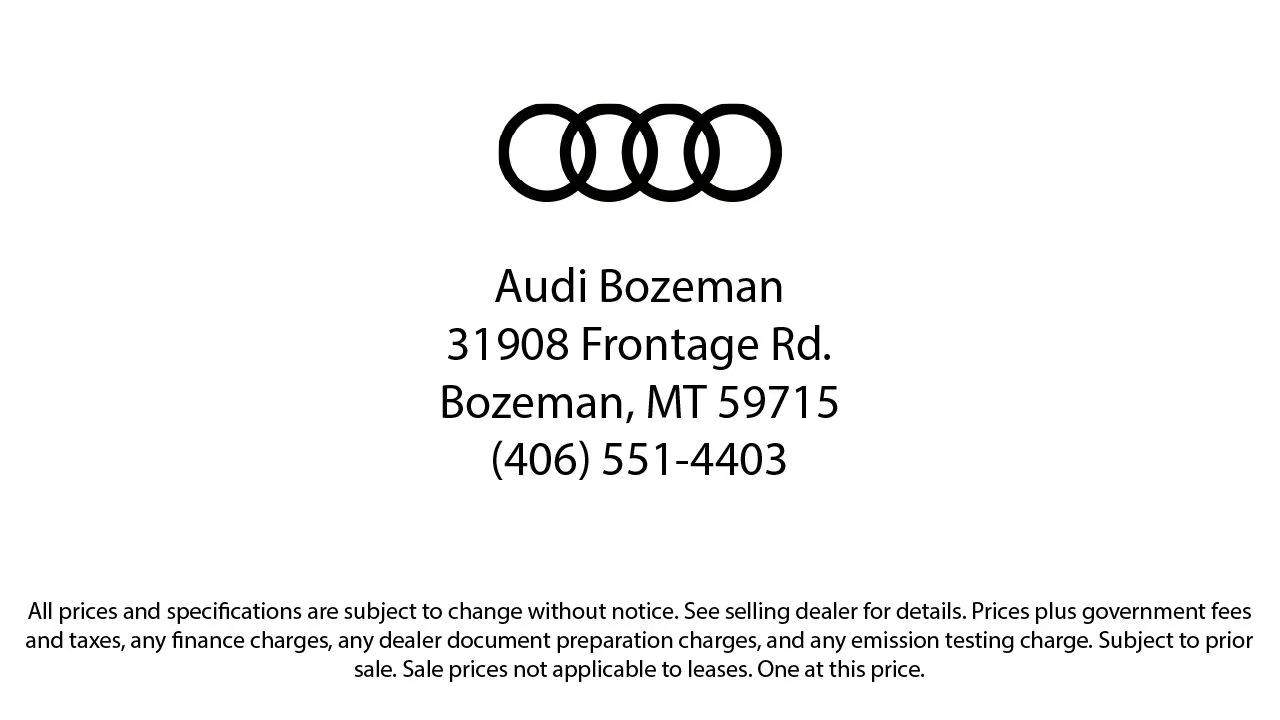 Audi Bozeman
31908 Frontage Rd.
Bozeman, MT 59715
(406) 551-4403
All prices and specifications are subject to change without notice. See selling dealer for details. Prices plus government fees
and taxes, any finance charges, any dealer document preparation charges, and any emission testing charge. Subject to prior
sale. Sale prices not applicable to leases. One at this price.